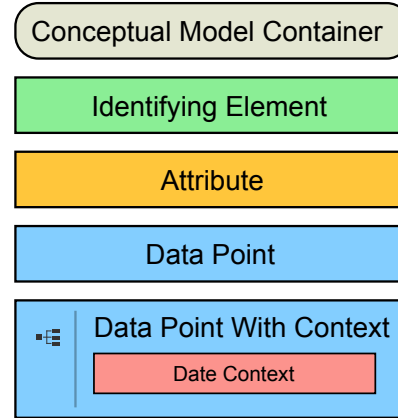 Conceptual Model Container
Identifying Element
Attribute
Data Point
Data Point With Context
Date Context